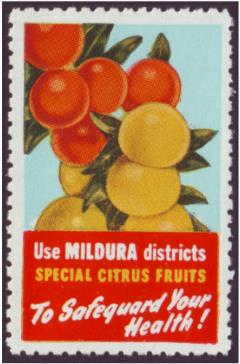 Use MILDURA districts
SPECIAL CITRUS FRUITS
To Safeguard Your
Health!